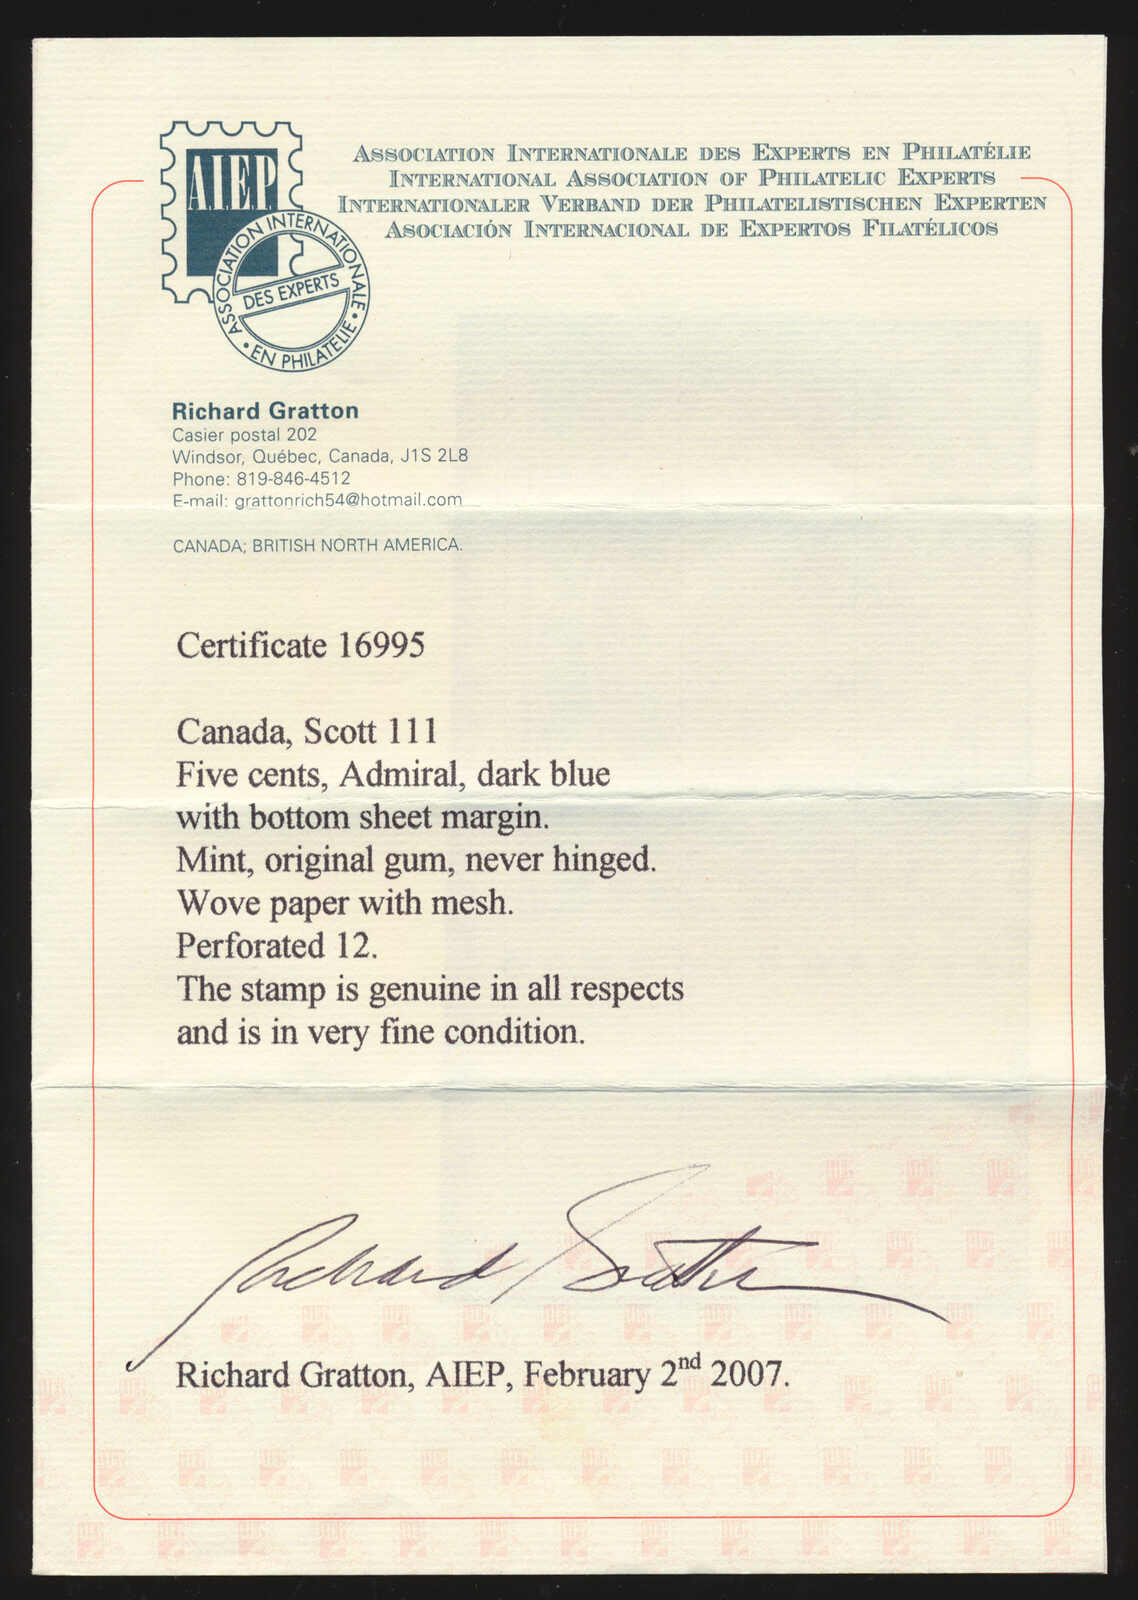 AIEP
ASSOCIATION INTERNATIONALE
DES EXPERTS
• EN PHILATELIE •
ASSOCIATION INTERNATIONALE DES EXPERTS EN PHILATÉLIE
INTERNATIONAL ASSOCIATION OF PHILATELIC EXPERTS
INTERNATIONALER VERBAND DER PHILATELISTISCHEN EXPERTEN
ASOCIACIÓN INTERNACIONAL DE EXPERTOS FILATÉLICOS
Richard Gratton
Casier postal 202
Windsor, Québec, Canada, J1S 2L8
Phone: 819-846-4512
E-mail: grattonrich54@hotmail.com
CANADA; BRITISH NORTH AMERICA.
Certificate 16995
Canada, Scott 111
Five cents, Admiral, dark blue
with bottom sheet margin.
Mint, original gum, never hinged.
Wove paper with mesh.
Perforated 12.
The stamp is genuine in all respects
and is in very fine condition.
Richard Gratton
Richard Gratton, AIEP, February 2nd 2007.